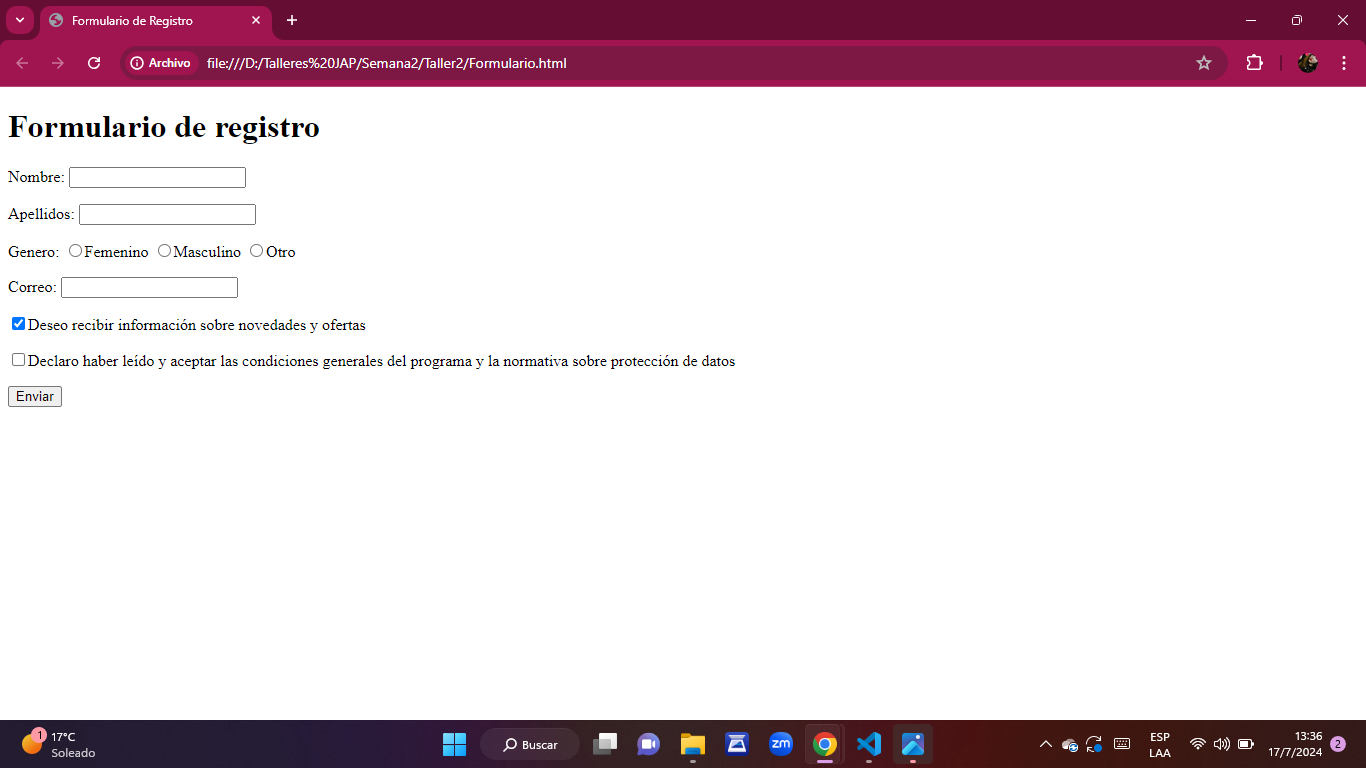 Formulario de Registro
Archivo
file:///D:/Talleres%20JAP/Semana2/Taller2/Formulario.html
Formulario de registro
Nombre:
Apellidos:
Genero: Femenino Masculino Otro
Correo:
Deseo recibir información sobre novedades y ofertas
Declaro haber leído y aceptar las condiciones generales del programa y la normativa sobre protección de datos
Enviar
1
17°C
Soleado
Buscar
zm
ESP
LAA
13:36
17/7/2024
2